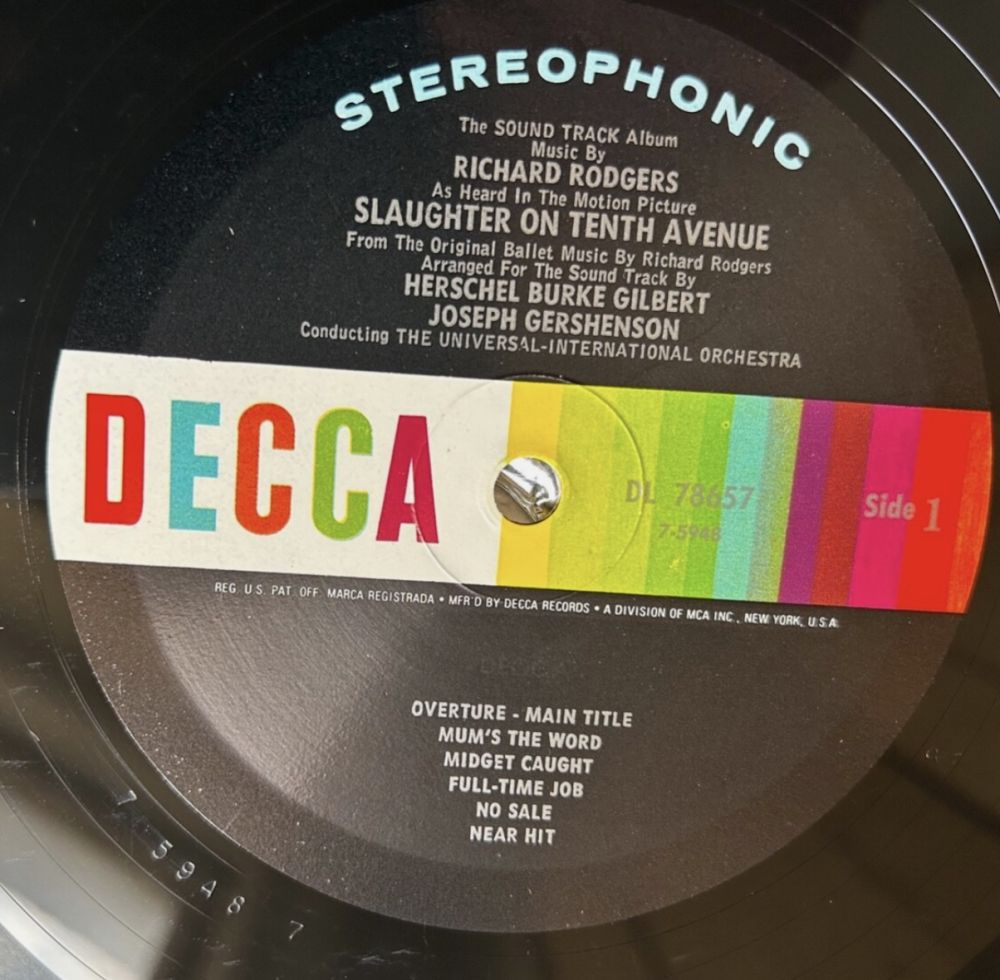 STEREOPHONIC
The SOUND TRACK Album
Music By
RICHARD RODGERS
As Heard In The Motion Picture
SLAUGHTER ON TENTH AVENUE
From The Original Ballet Music By Richard Rodgers
Arranged For The Sound Track By
HERSCHEL BURKE GILBERT
JOSEPH GERSHENSON
Conducting THE UNIVERSAL-INTERNATIONAL ORCHESTRA
DECCA
DL 78657
7-5948
Side 1
REG. U.S. PAT. OFF. MARCA REGISTRADA • MFR'D BY DECCA RECORDS • A DIVISION OF MCA INC., NEW YORK, U.S.A.
DECCA
OVERTURE - MAIN TITLE
MUM'S THE WORD
MIDGET CAUGHT
FULL-TIME JOB
NO SALE
NEAR HIT
7 5948 7